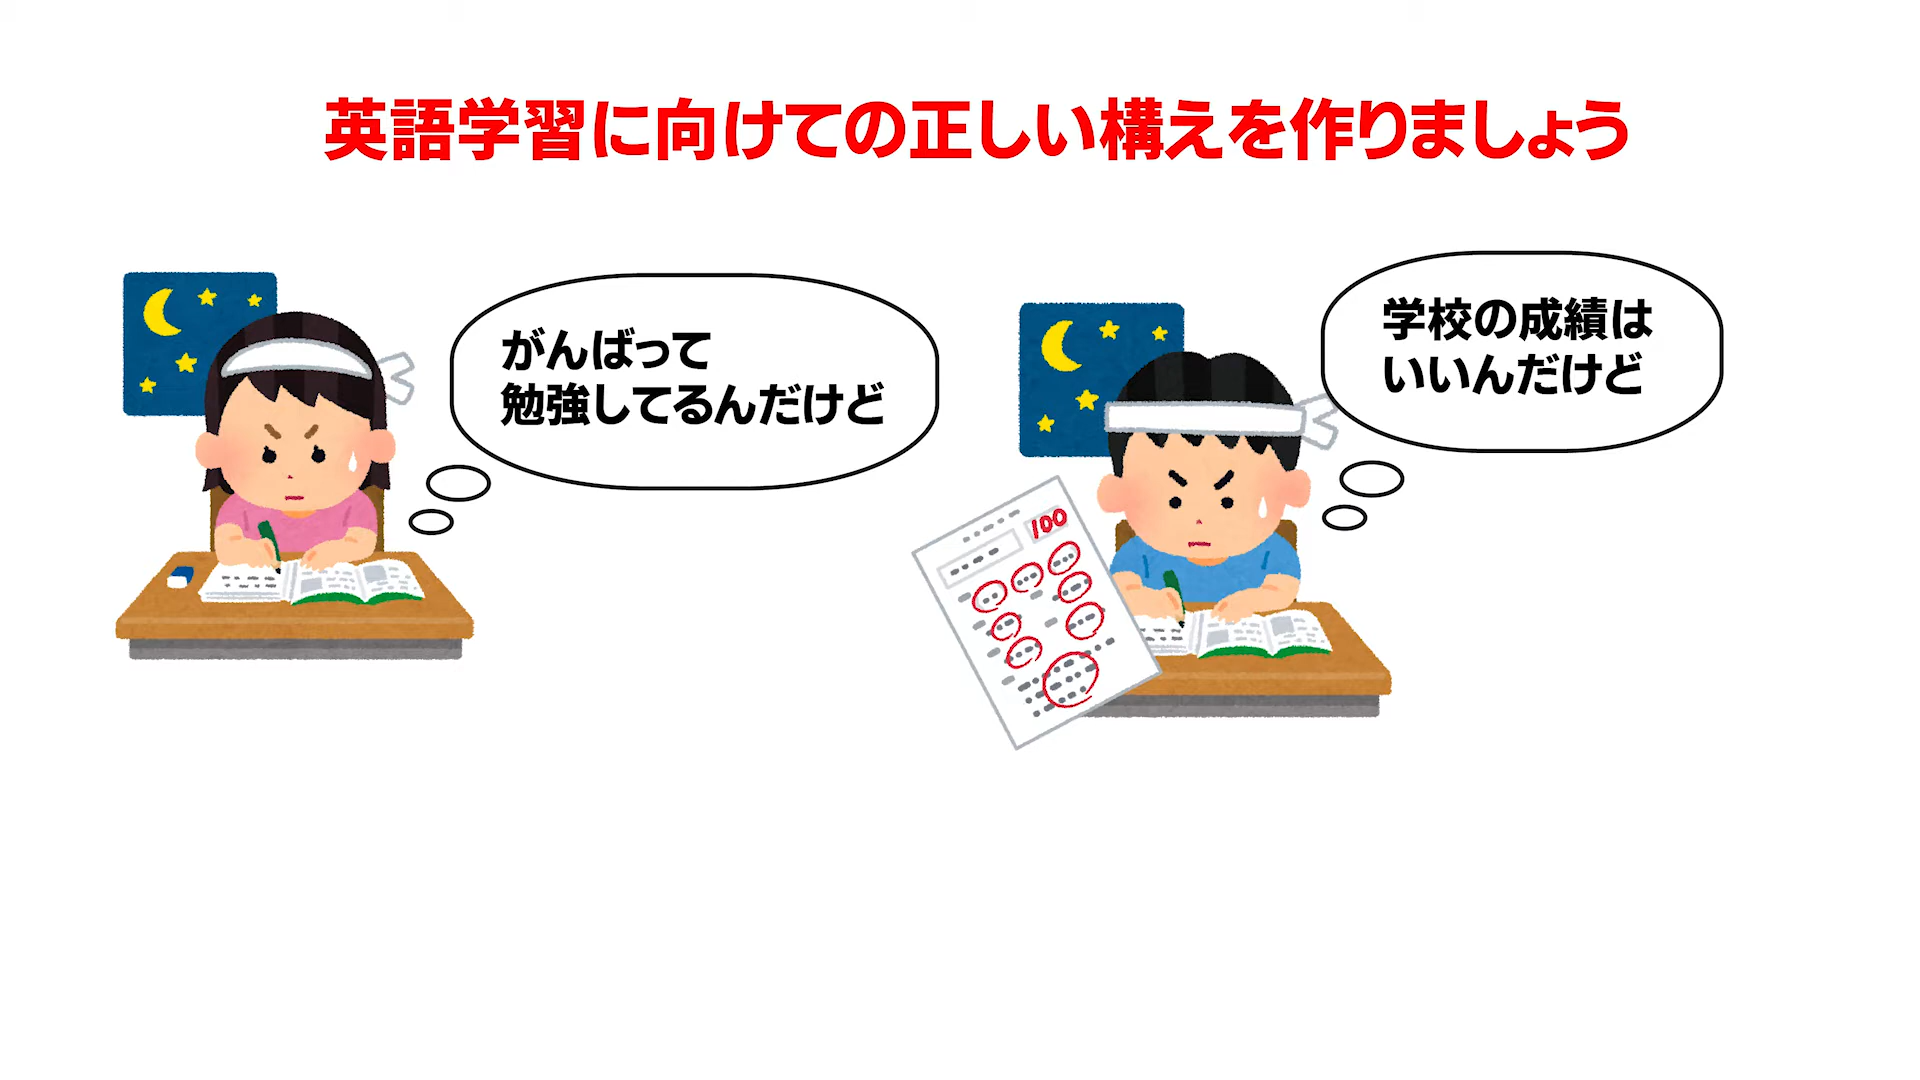 英語学習に向けての正しい構えを作りましょう
がんばって
勉強してるんだけど
学校の成績は
いいんだけど
100